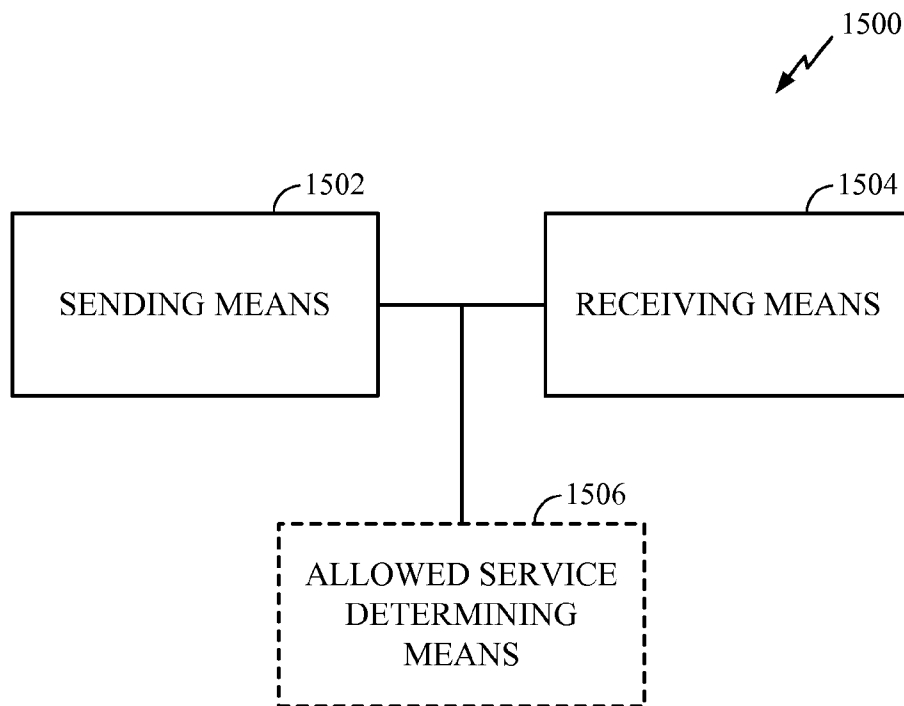 1500
1502
1504
SENDING MEANS
RECEIVING MEANS
1506
ALLOWED SERVICE
DETERMINING
MEANS